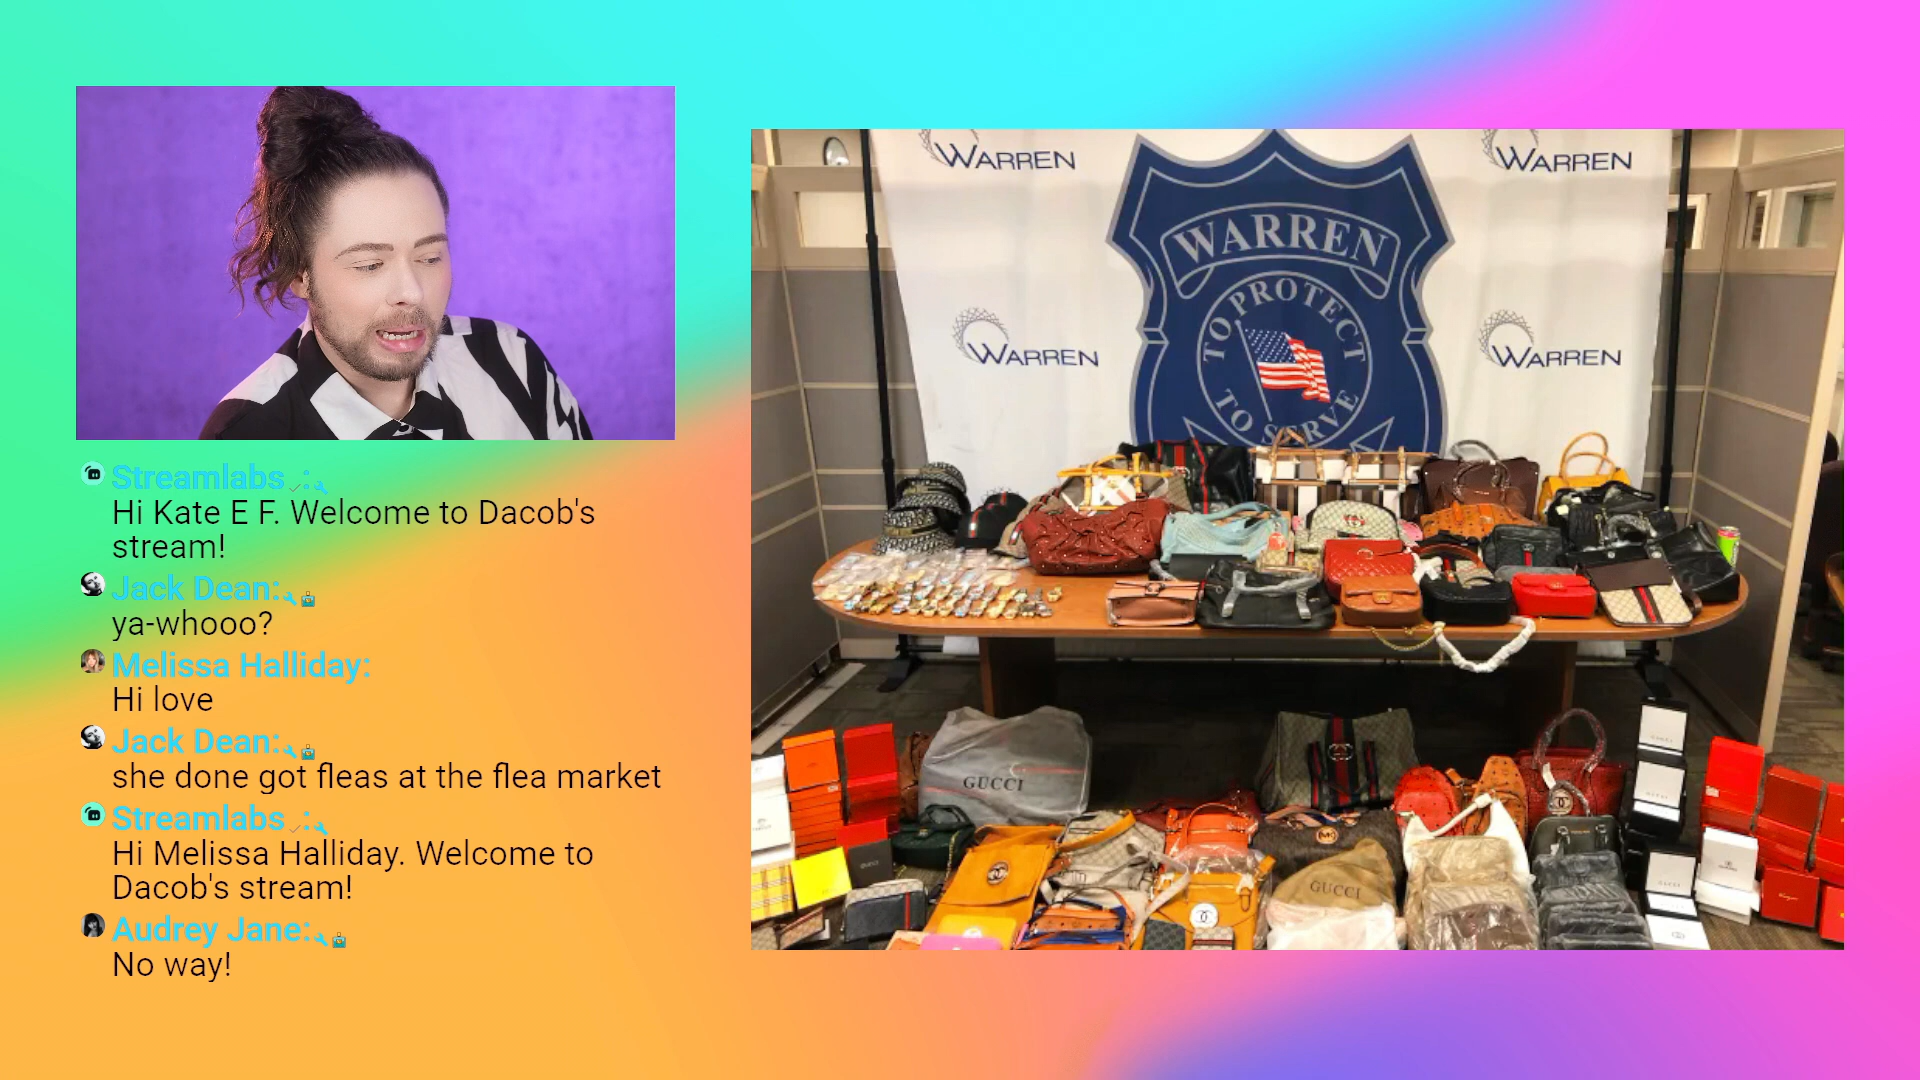 Streamlabs :
Hi Kate E F. Welcome to Dacob's
stream!
Jack Dean:
ya-whooo?
Melissa Halliday:
Hi love
Jack Dean:
she done got fleas at the flea market
Streamlabs :
Hi Melissa Halliday. Welcome to
Dacob's stream!
Audrey Jane:
No way!
WARREN
WARREN
WARREN
TO PROTECT
TO SERVE
WARREN
WARREN
GUCCI
GUCCI